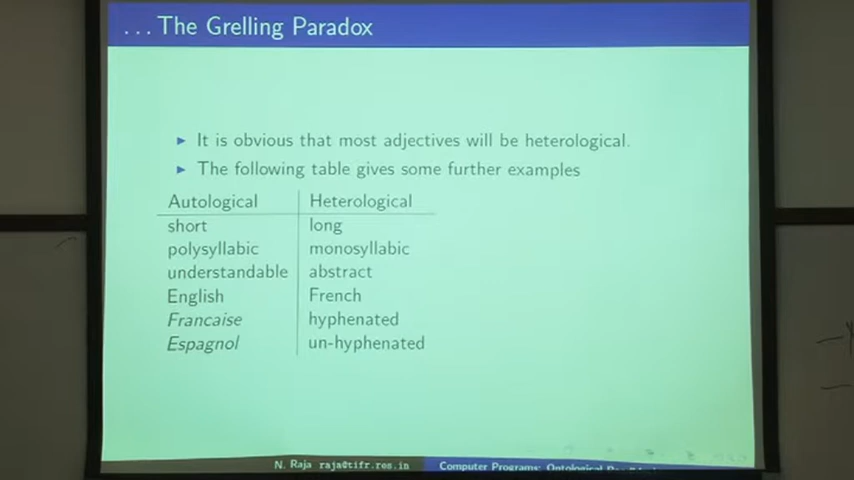 ... The Grelling Paradox
It is obvious that most adjectives will be heterological.
The following table gives some further examples
Autological Heterological
short long
polysyllabic monosyllabic
understandable abstract
English French
Francaise hyphenated
Espagnol un-hyphenated
N. Raja raja@tifr.res.in Computer Programs: Ontological